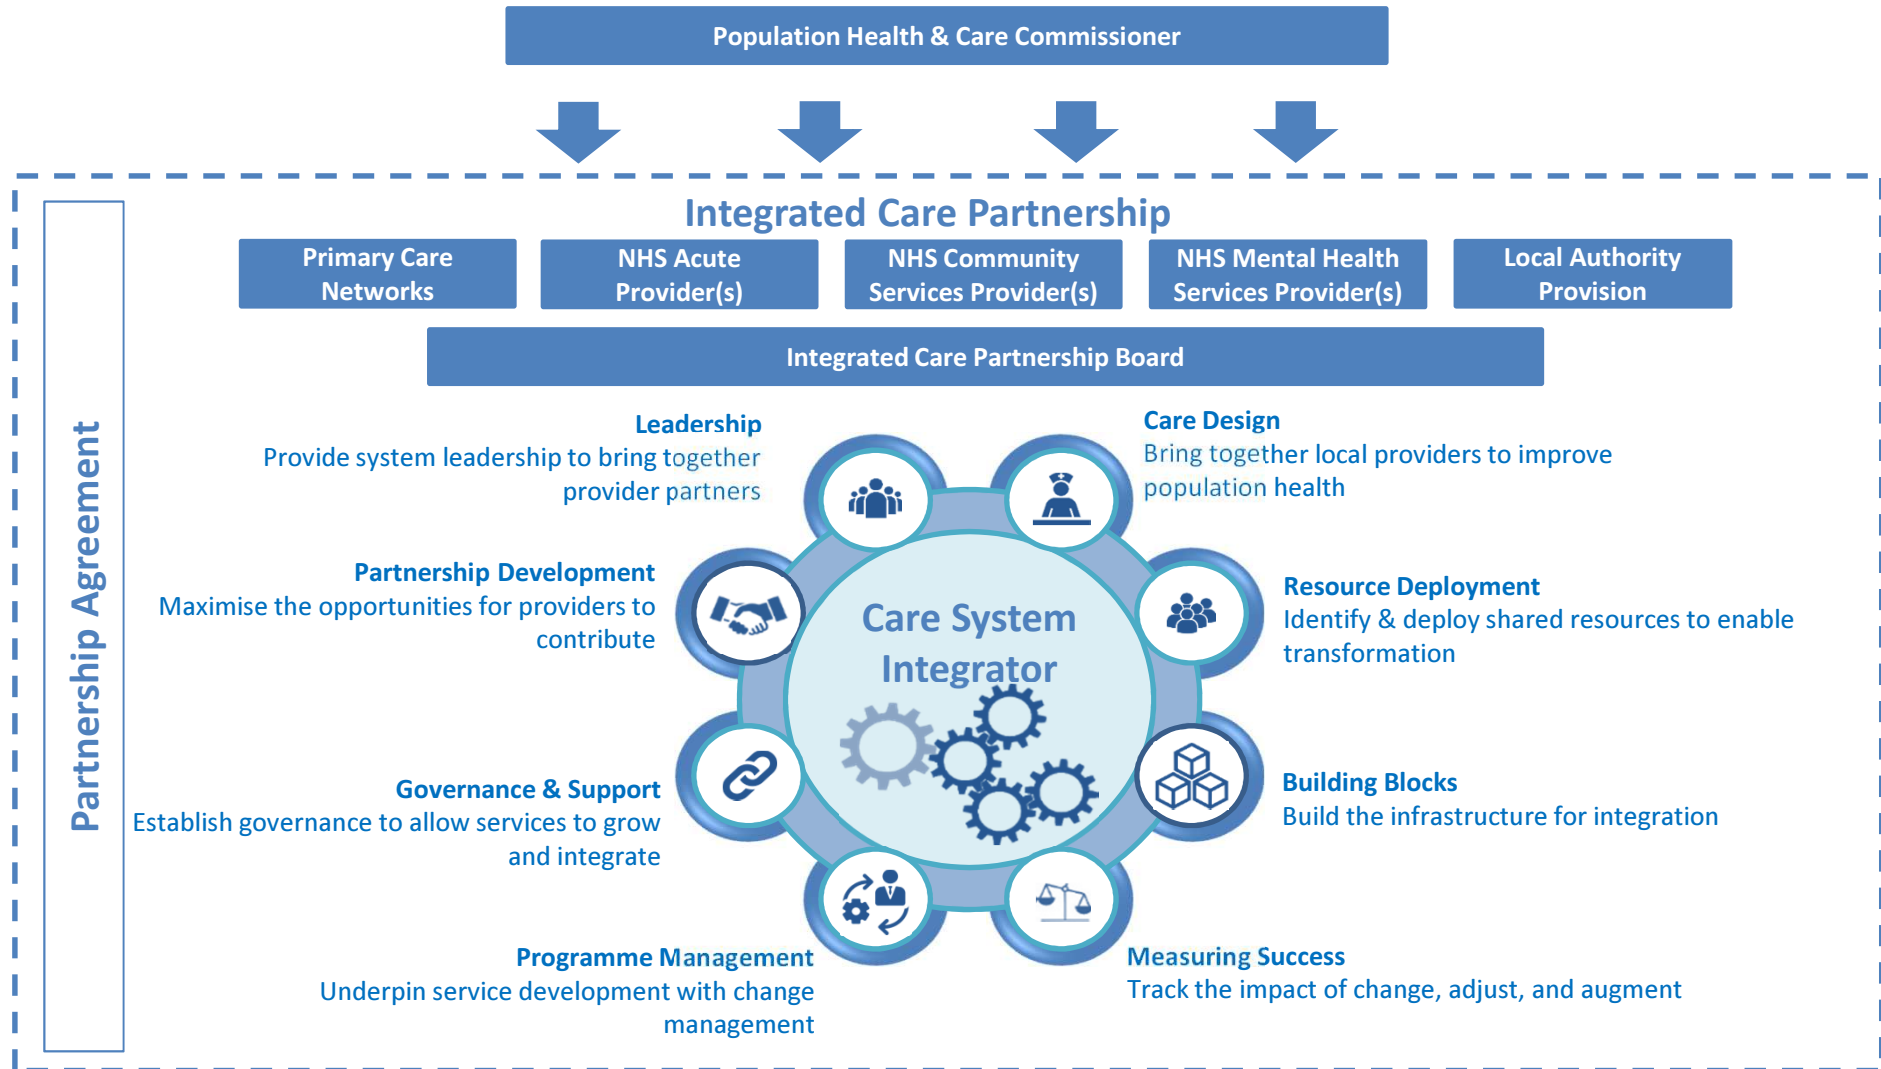 Population Health & Care Commissioner
Integrated Care Partnership
Primary Care
Networks
NHS Acute
Provider(s)
NHS Community
Services Provider(s)
NHS Mental Health
Services Provider(s)
Local Authority
Provision
Integrated Care Partnership Board
Partnership Agreement
Leadership
Provide system leadership to bring together
provider partners
Care Design
Bring together local providers to improve
population health
Partnership Development
Maximise the opportunities for providers to
contribute
Resource Deployment
Identify & deploy shared resources to enable
transformation
Care System
Integrator
Governance & Support
Establish governance to allow services to grow
and integrate
Building Blocks
Build the infrastructure for integration
Programme Management
Underpin service development with change
management
Measuring Success
Track the impact of change, adjust, and augment